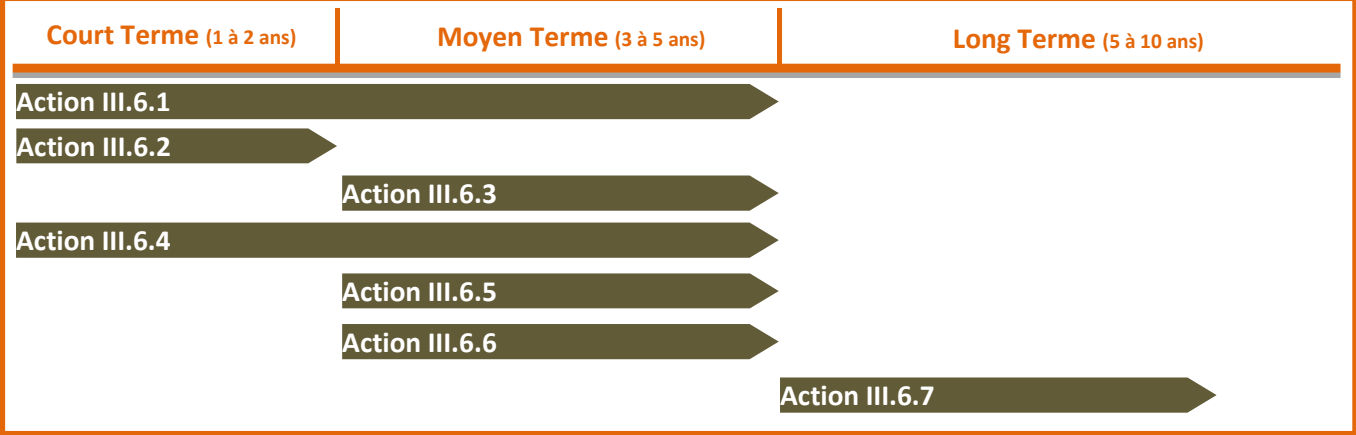 Court Terme (1 à 2 ans) Moyen Terme (3 à 5 ans) Long Terme (5 à 10 ans)
Action III.6.1
Action III.6.2
Action III.6.3
Action III.6.4
Action III.6.5
Action III.6.6
Action III.6.7